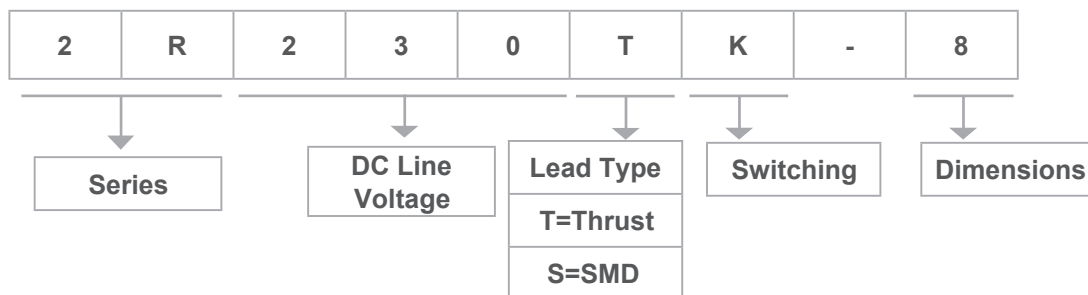 2 R 2 3 0 T K - 8
Series
DC Line
Voltage
Lead Type
T=Thrust
S=SMD
Switching
Dimensions